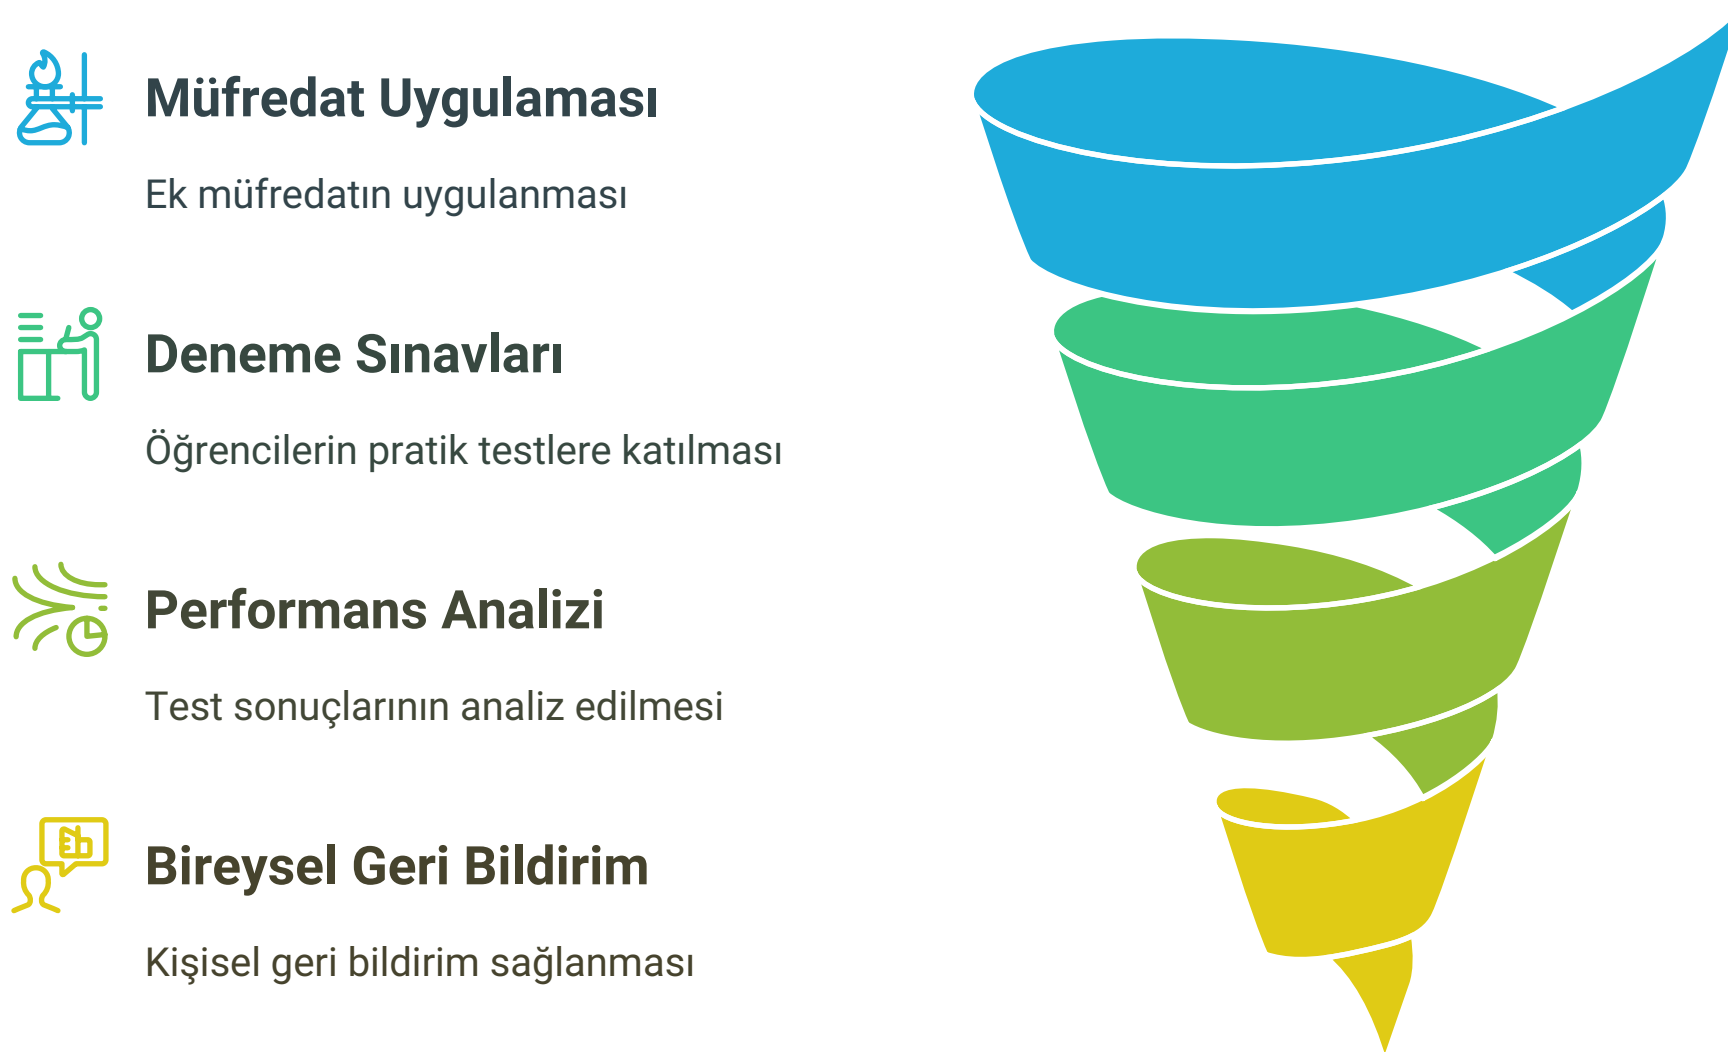 Müfredat Uygulaması
Ek müfredatın uygulanması
Deneme Sınavları
Öğrencilerin pratik testlere katılması
Performans Analizi
Test sonuçlarının analiz edilmesi
Bireysel Geri Bildirim
Kişisel geri bildirim sağlanması